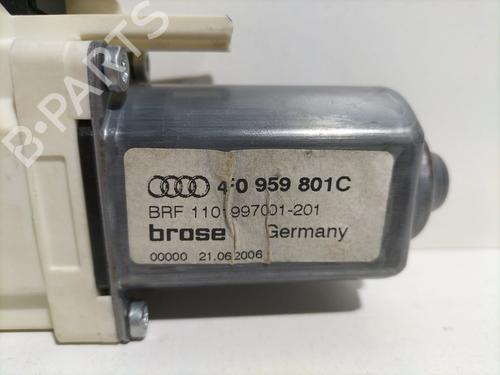 B-PARTS
4F0 959 801C
BRF 1101997001-201
brose Germany
00000 21.06.2006